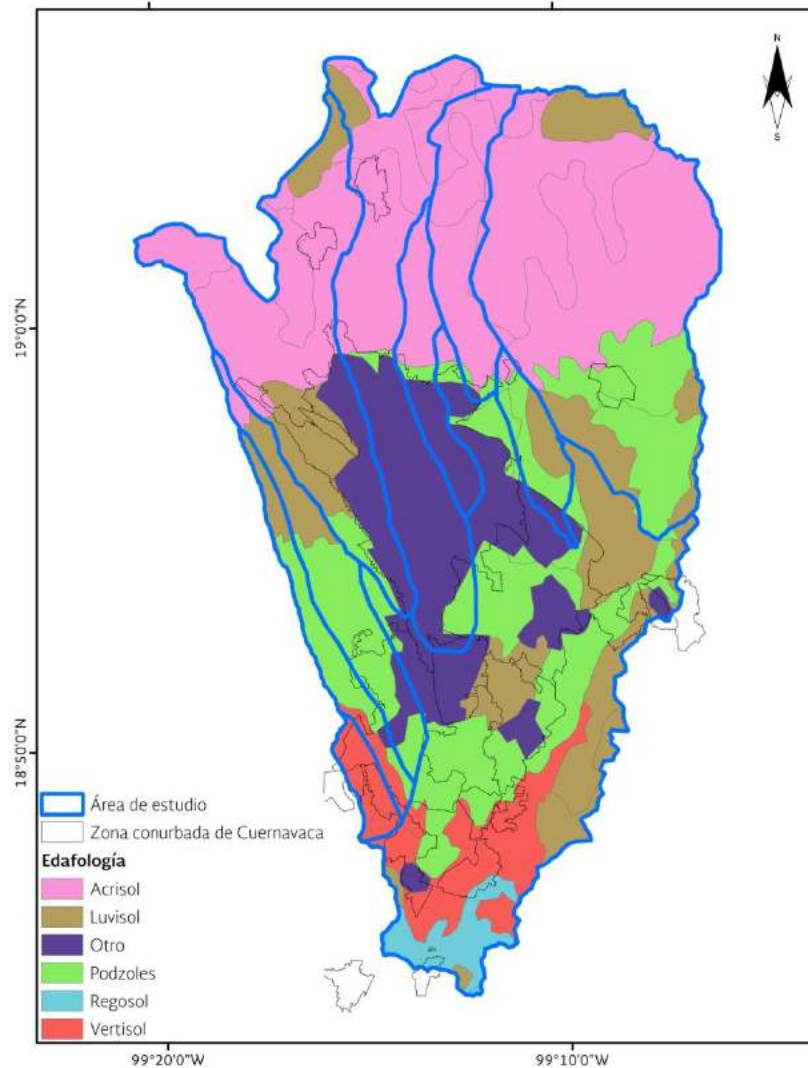 N
S
19°0'0"N
18°50'0"N
Área de estudio
Zona conurbada de Cuernavaca
Edafología
Acrisol
Luvisol
Otro
Podzoles
Regosol
Vertisol
99°20'0"W
99°10'0"W